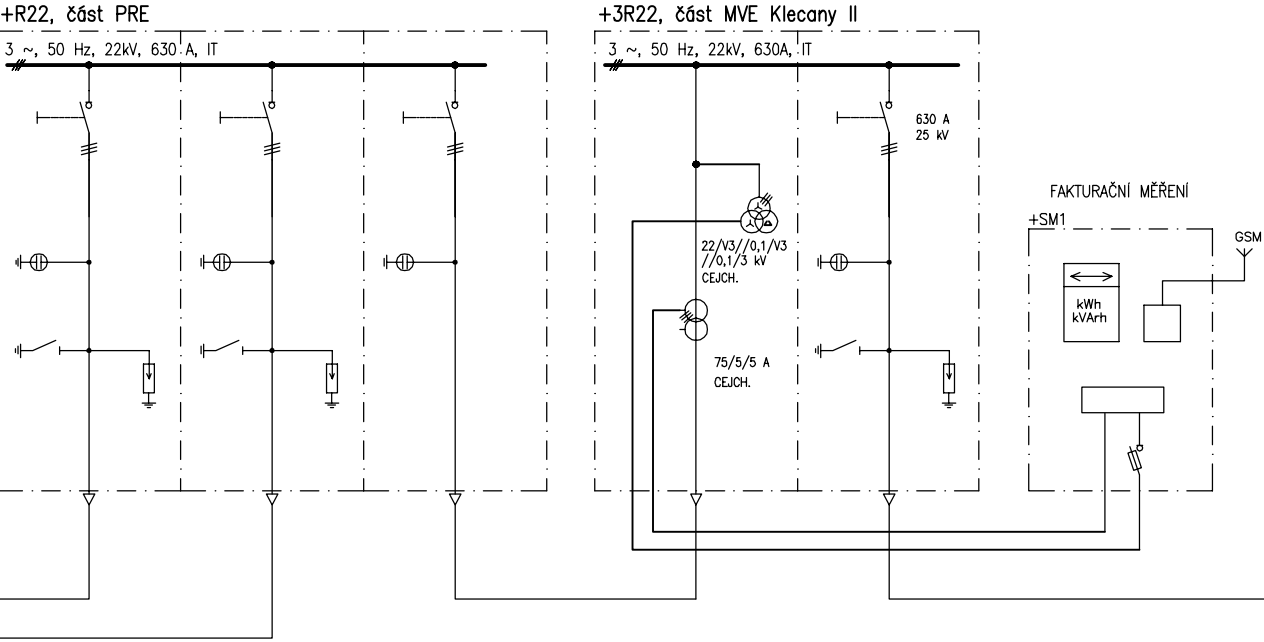 +R22, část PRE
3 ~, 50 Hz, 22kV, 630 A, IT
+3R22, část MVE Klecany II
3 ~, 50 Hz, 22kV, 630A, IT
630 A
25 kV
22/V3//0,1/V3
//0,1/3 kV
CEJCH.
75/5/5 A
CEJCH.
FAKTURAČNÍ MĚŘENÍ
+SM1
GSM
kWh
kVArh